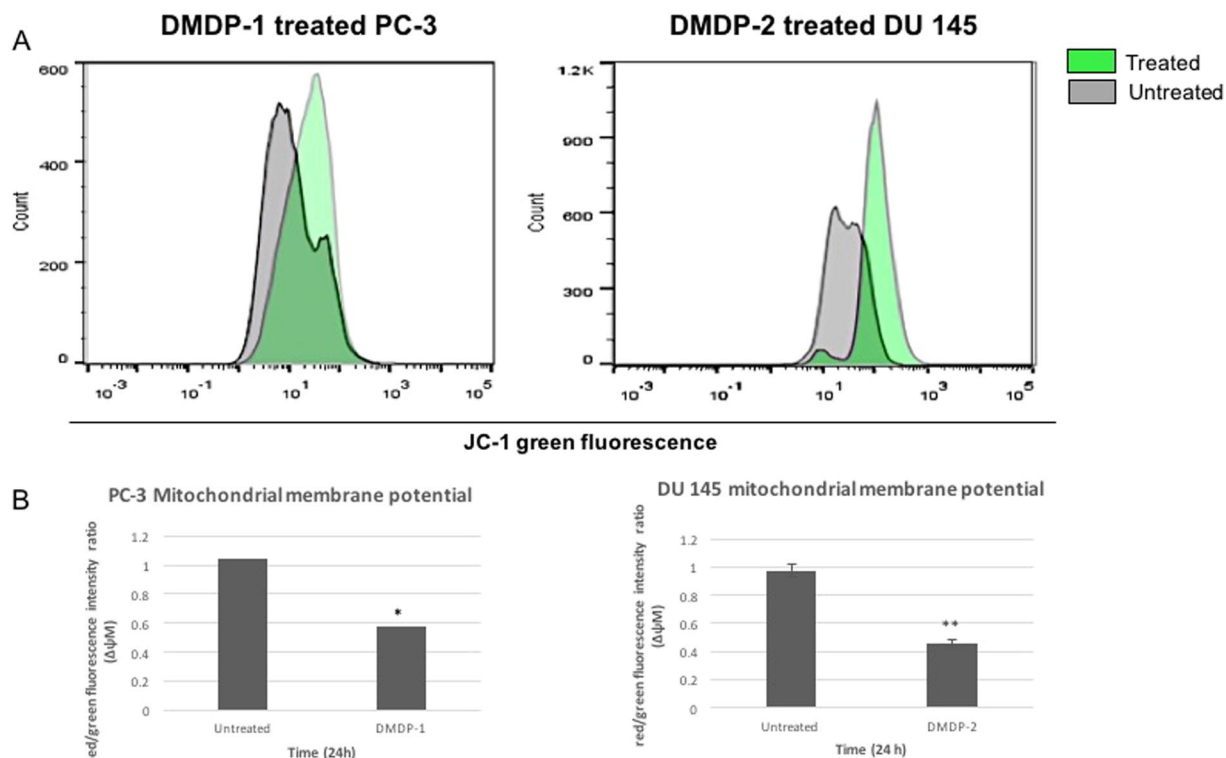 A
DMDP-1 treated PC-3
DMDP-2 treated DU 145
Treated
Untreated
600
400
200
0
Count
10-3
10-1
101
103
105
1.2K
900
600
300
0
Count
10-3
10-1
101
103
105
JC-1 green fluorescence
B
PC-3 Mitochondrial membrane potential
ed/green fluorescence intensity ratio
(ΔψM)
1.2
1
0.8
0.6
0.4
0.2
0
*
Untreated
DMDP-1
Time (24h)
DU 145 mitochondrial membrane potential
red/green fluorescence intensity ratio
(ΔψM)
1.2
1
0.8
0.6
0.4
0.2
0
**
Untreated
DMDP-2
Time (24 h)